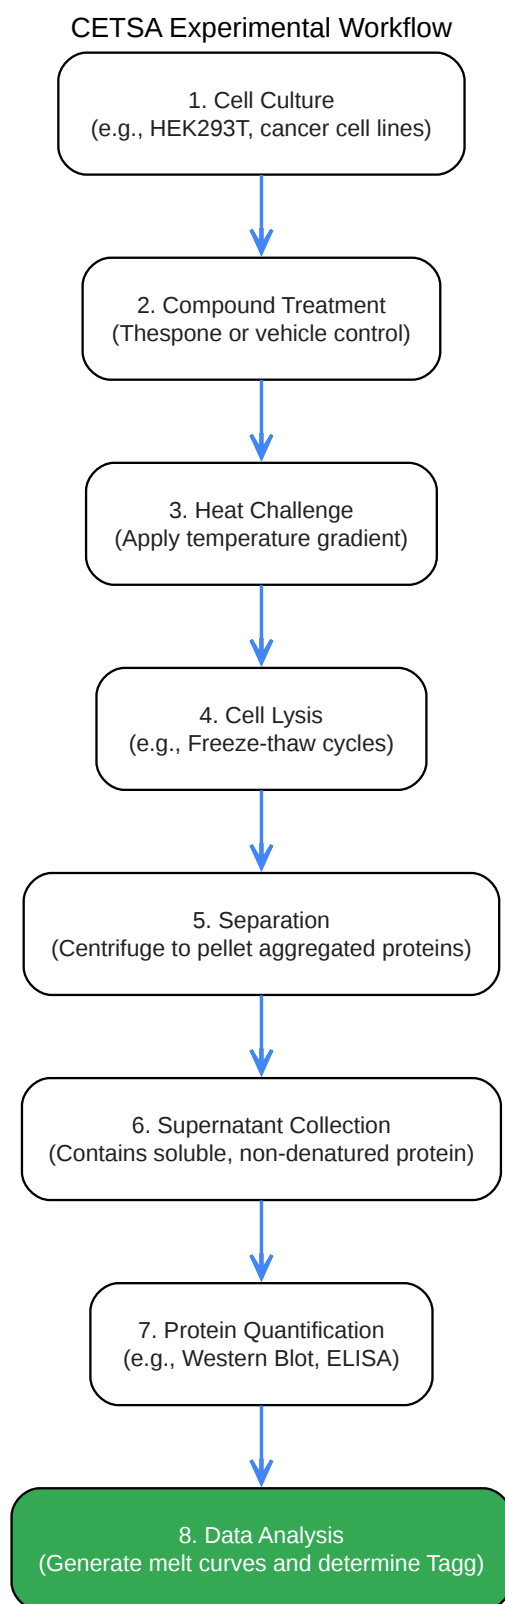 CETSA Experimental Workflow
1. Cell Culture
(e.g., HEK293T, cancer cell lines)
2. Compound Treatment
(Thespone or vehicle control)
3. Heat Challenge
(Apply temperature gradient)
4. Cell Lysis
(e.g., Freeze-thaw cycles)
5. Separation
(Centrifuge to pellet aggregated proteins)
6. Supernatant Collection
(Contains soluble, non-denatured protein)
7. Protein Quantification
(e.g., Western Blot, ELISA)
8. Data Analysis
(Generate melt curves and determine Tagg)